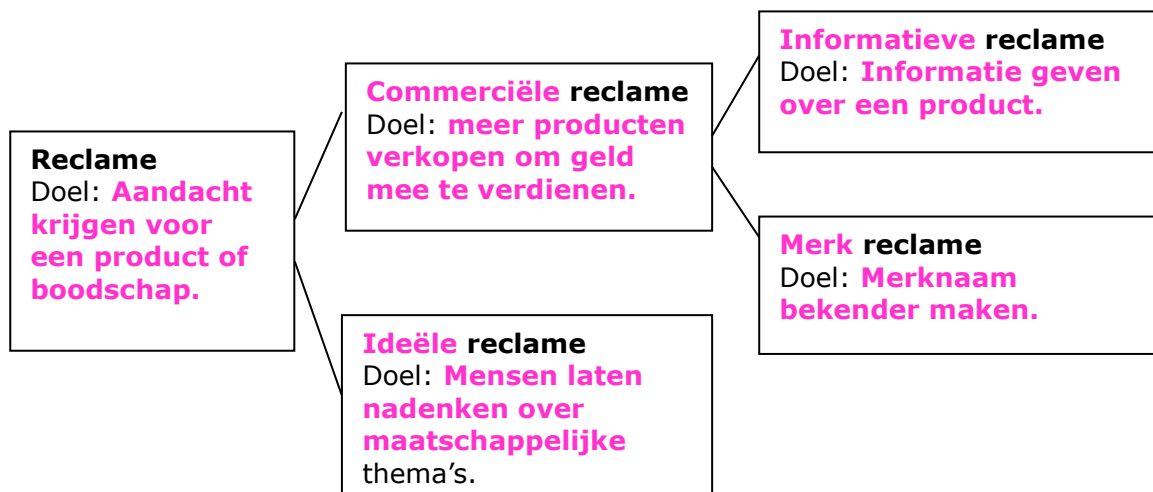 Reclame
Doel: Aandacht
krijgen voor
een product of
boodschap.
Commerciële reclame
Doel: meer producten
verkopen om geld
mee te verdienen.
Informatieve reclame
Doel: Informatie geven
over een product.
Merk reclame
Doel: Merknaam
bekender maken.
Ideële reclame
Doel: Mensen laten
nadenken over
maatschappelijke
thema’s.